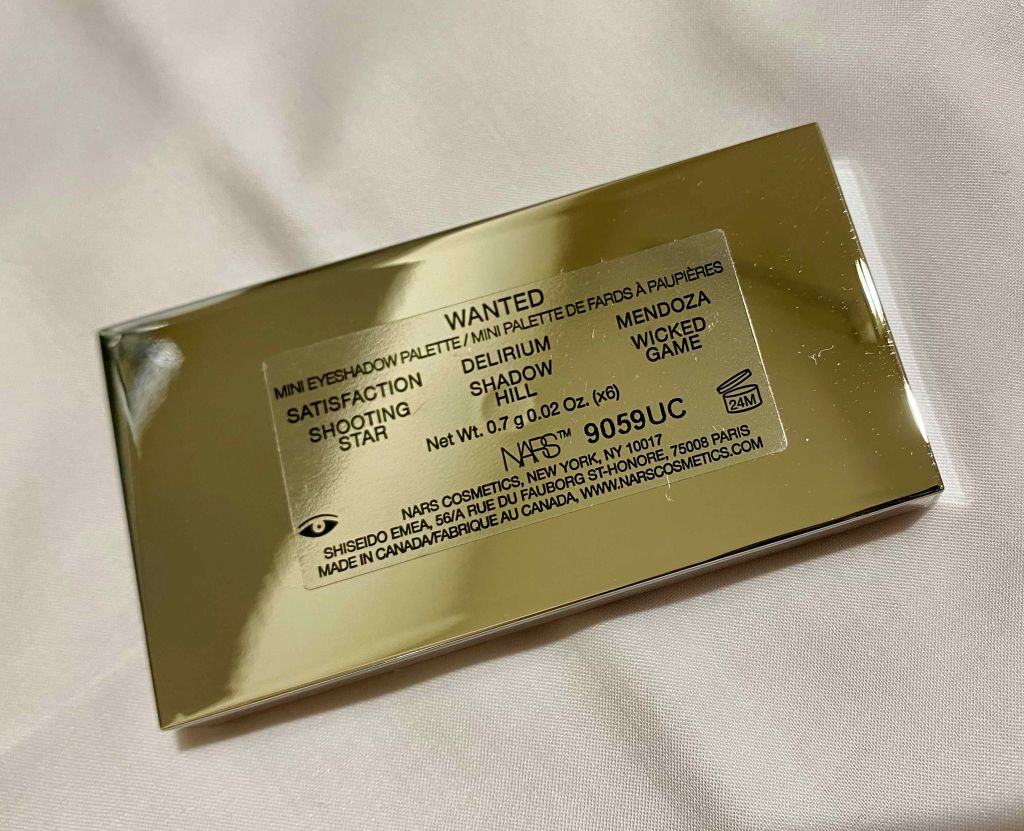 WANTED
MINI EYESHADOW PALETTE / MINI PALETTE DE FARDS À PAUPIÈRES
SATISFACTION DELIRIUM MENDOZA
SHOOTING STAR SHADOW HILL WICKED GAME
Net Wt. 0.7 g 0.02 Oz. (x6)
NARS™ 9059UC 24M
NARS COSMETICS, NEW YORK, NY 10017
SHISEIDO EMEA, 56/A RUE DU FAUBORG ST-HONORE, 75008 PARIS
MADE IN CANADA/FABRIQUE AU CANADA, WWW.NARSCOSMETICS.COM